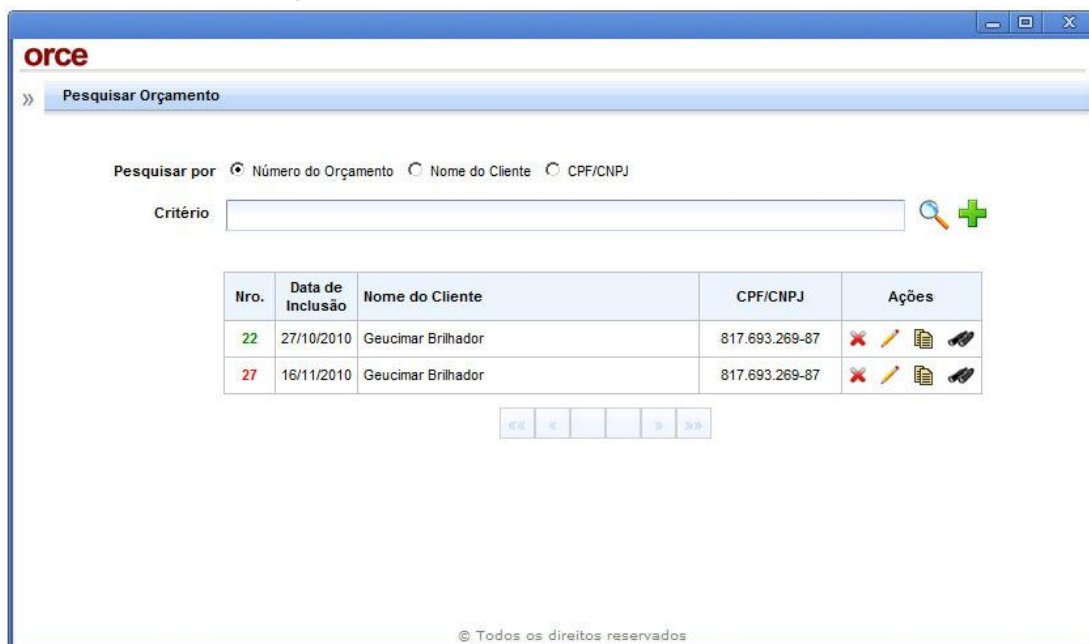 orce
» Pesquisar Orçamento
Pesquisar por Número do Orçamento Nome do Cliente CPF/CNPJ
Critério
Nro. Data de Inclusão Nome do Cliente CPF/CNPJ Ações
22 27/10/2010 Geucimar Brilhador 817.693.269-87
27 16/11/2010 Geucimar Brilhador 817.693.269-87
«« « » »»
© Todos os direitos reservados